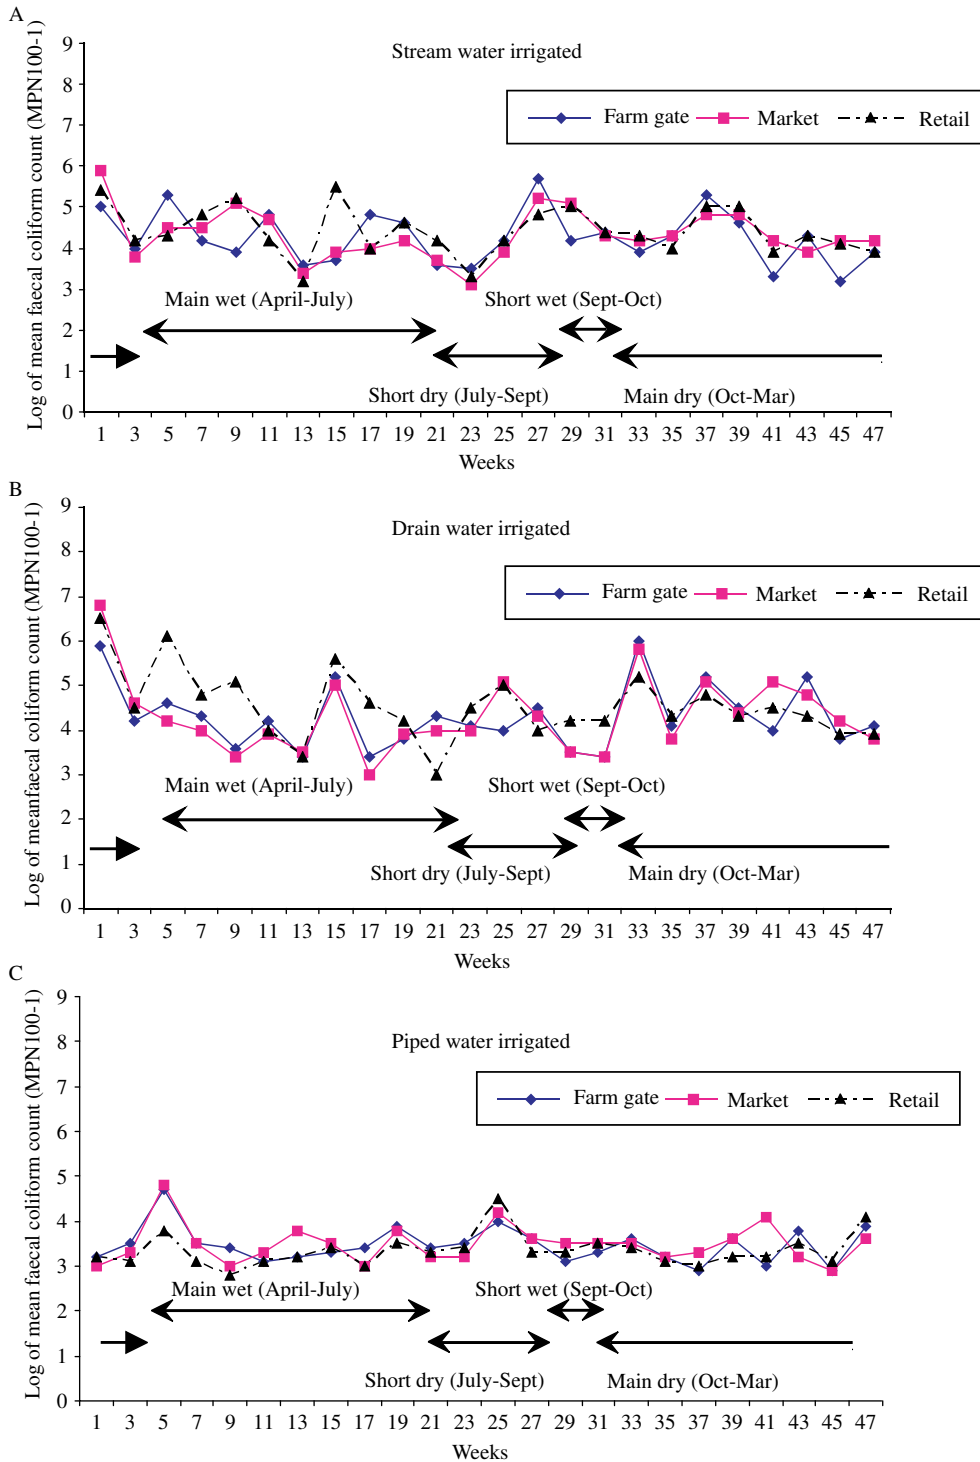 A
Log of mean faecal coliform count (MPN100-1)
9
8
7
6
5
4
3
2
1
0
Stream water irrigated
Farm gate Market Retail
Main wet (April-July)
Short wet (Sept-Oct)
Short dry (July-Sept)
Main dry (Oct-Mar)
1 3 5 7 9 11 13 15 17 19 21 23 25 27 29 31 33 35 37 39 41 43 45 47
Weeks
B
Log of meanfaecal coliform count (MPN100-1)
9
8
7
6
5
4
3
2
1
0
Drain water irrigated
Farm gate Market Retail
Main wet (April-July)
Short wet (Sept-Oct)
Short dry (July-Sept)
Main dry (Oct-Mar)
1 3 5 7 9 11 13 15 17 19 21 23 25 27 29 31 33 35 37 39 41 43 45 47
Weeks
C
Log of mean faecal coliform count (MPN100-1)
9
8
7
6
5
4
3
2
1
0
Piped water irrigated
Farm gate Market Retail
Main wet (April-July)
Short wet (Sept-Oct)
Short dry (July-Sept)
Main dry (Oct-Mar)
1 3 5 7 9 11 13 15 17 19 21 23 25 27 29 31 33 35 37 39 41 43 45 47
Weeks